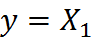 y = X₁